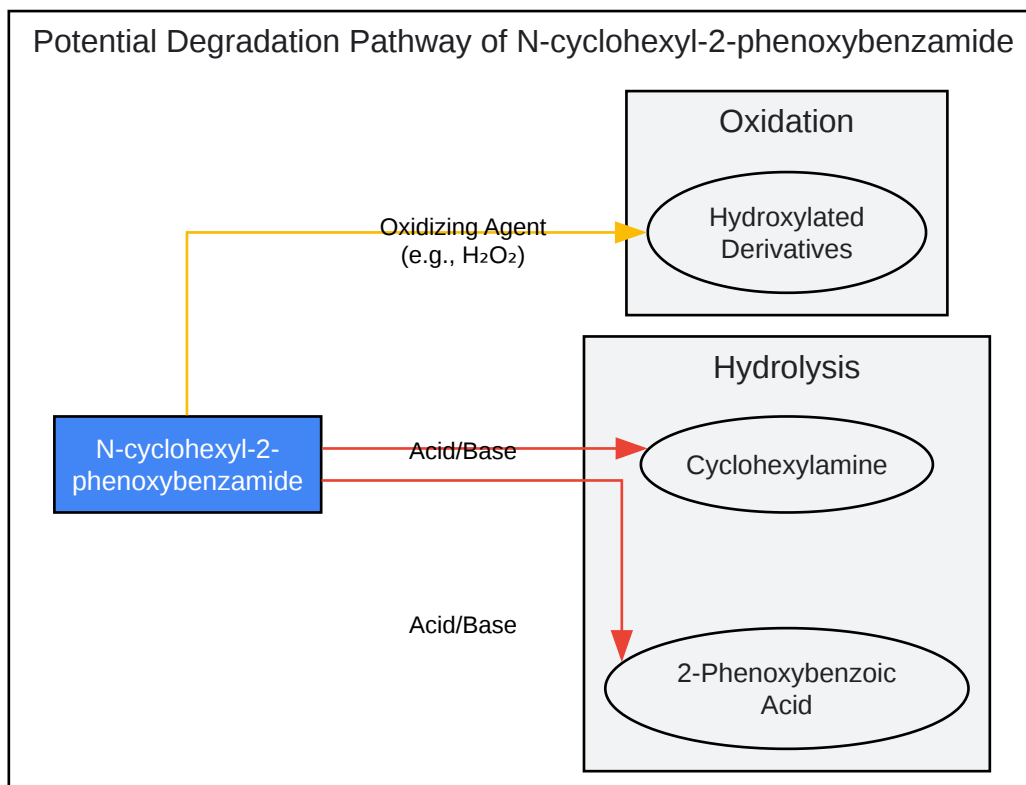 Potential Degradation Pathway of N-cyclohexyl-2-phenoxybenzamide
Oxidation
Oxidizing Agent
(e.g., H₂O₂)
Hydroxylated
Derivatives
Hydrolysis
N-cyclohexyl-2-
phenoxybenzamide
Acid/Base
Cyclohexylamine
Acid/Base
2-Phenoxybenzoic
Acid